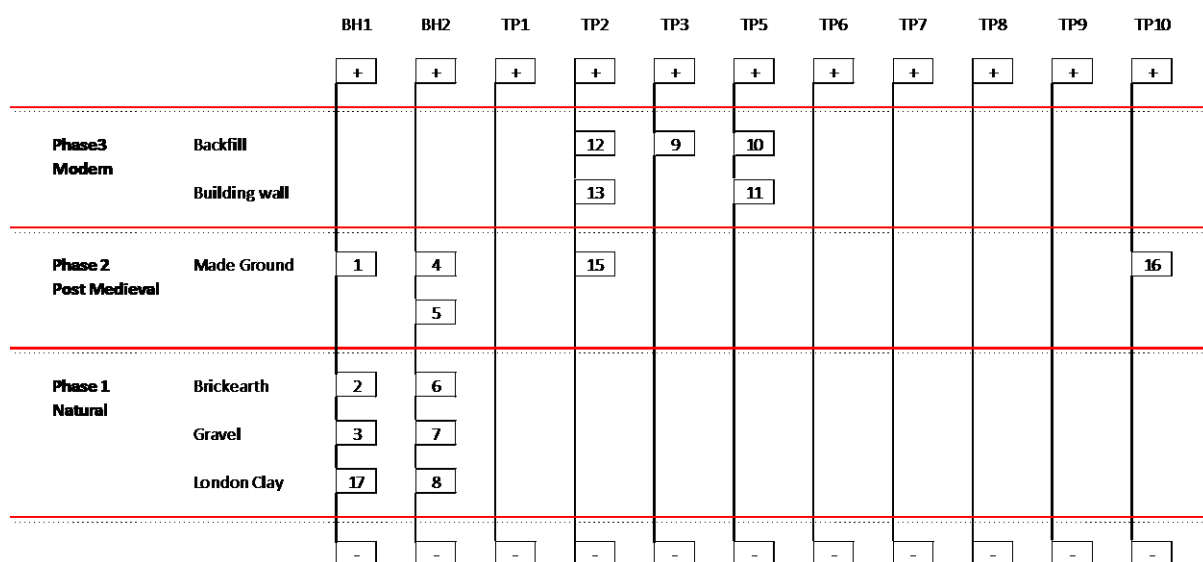 BH1 BH2 TP1 TP2 TP3 TP5 TP6 TP7 TP8 TP9 TP10
+ + + + + + + + + + +
Phase3 Backfill 12 9 10
Modern
Building wall 13 11
Phase 2 Made Ground 1 4 15 16
Post Medieval
5
Phase 1 Brickearth 2 6
Natural
Gravel 3 7
London Clay 17 8
- - - - - - - - - - -